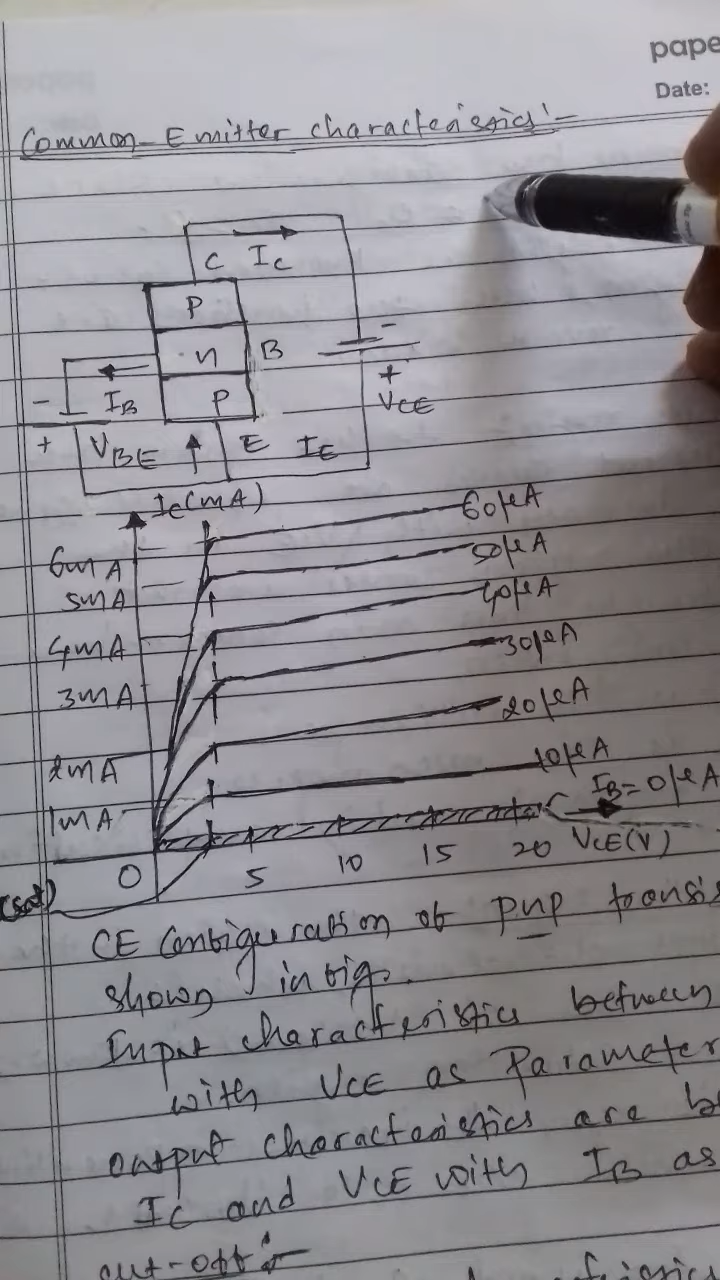 pape
Date:
Common-Emitter characteristics:-
C IC
P
n B
- IB P - + VCE
+ VBE E IE
Ic(mA)
60μA
6mA 50μA
5mA 40μA
4mA 30μA
3mA 20μA
2mA 10μA
1mA IB=0μA
0 5 10 15 20 VCE(V)
(sat)
CE Configuration of pnp transis
shown in fig.
Input characteristics between
with VCE as Parameter
output characteristics are be
IC and VCE with IB as
cut-off:-